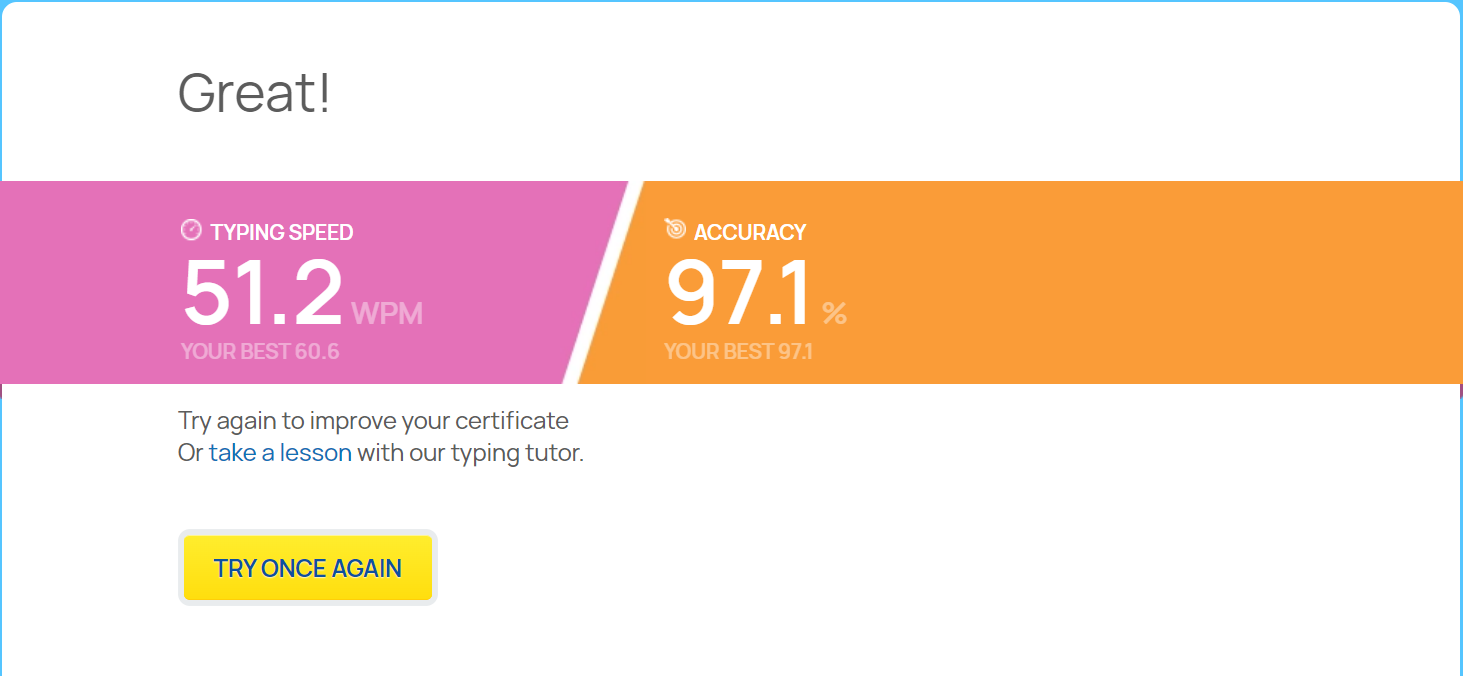 Great!
TYPING SPEED
51.2 WPM
YOUR BEST 60.6
ACCURACY
97.1 %
YOUR BEST 97.1
Try again to improve your certificate
Or take a lesson with our typing tutor.
TRY ONCE AGAIN